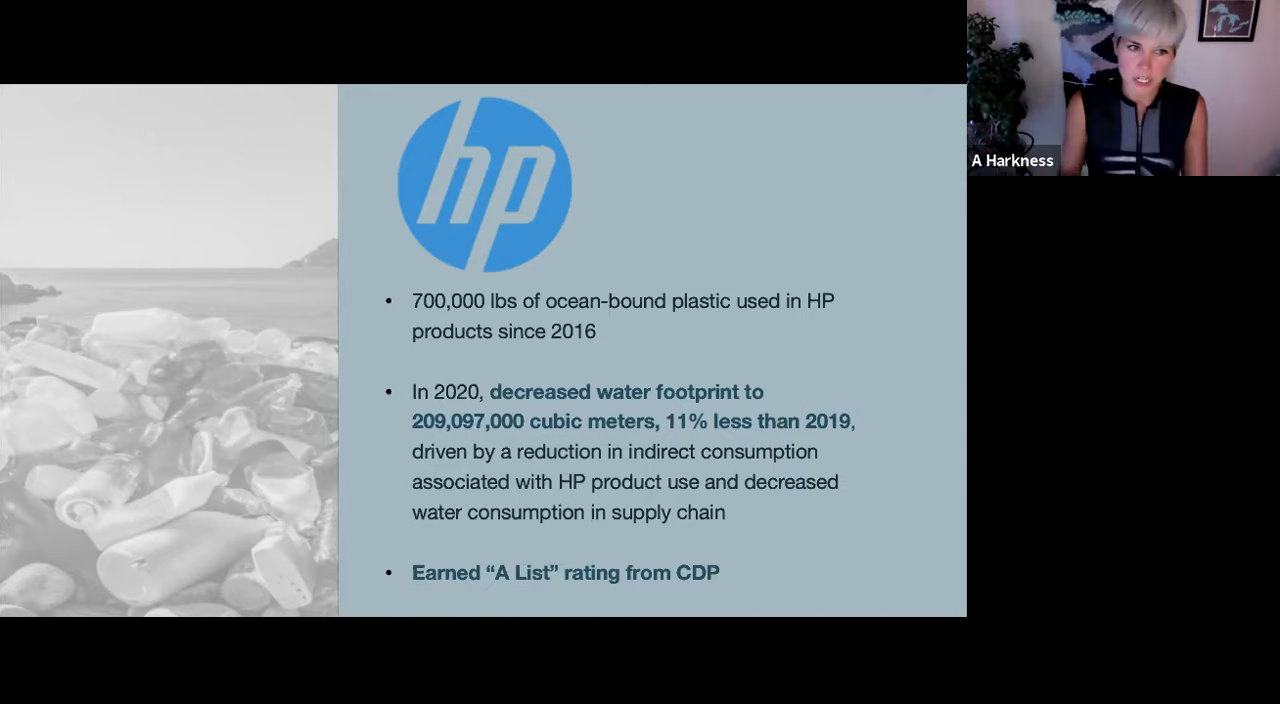 hp
A Harkness
• 700,000 lbs of ocean-bound plastic used in HP
products since 2016
• In 2020, decreased water footprint to
209,097,000 cubic meters, 11% less than 2019,
driven by a reduction in indirect consumption
associated with HP product use and decreased
water consumption in supply chain
• Earned “A List” rating from CDP